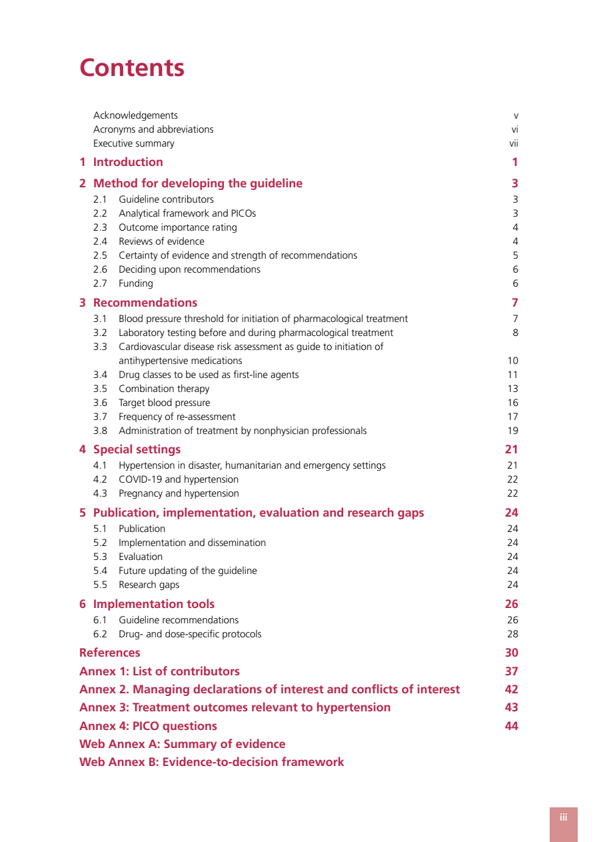 Contents
Acknowledgements v
Acronyms and abbreviations vi
Executive summary vii
1 Introduction 1
2 Method for developing the guideline 3
2.1 Guideline contributors 3
2.2 Analytical framework and PICOs 3
2.3 Outcome importance rating 4
2.4 Reviews of evidence 4
2.5 Certainty of evidence and strength of recommendations 5
2.6 Deciding upon recommendations 6
2.7 Funding 6
3 Recommendations 7
3.1 Blood pressure threshold for initiation of pharmacological treatment 7
3.2 Laboratory testing before and during pharmacological treatment 8
3.3 Cardiovascular disease risk assessment as guide to initiation of
antihypertensive medications 10
3.4 Drug classes to be used as first-line agents 11
3.5 Combination therapy 13
3.6 Target blood pressure 16
3.7 Frequency of re-assessment 17
3.8 Administration of treatment by nonphysician professionals 19
4 Special settings 21
4.1 Hypertension in disaster, humanitarian and emergency settings 21
4.2 COVID-19 and hypertension 22
4.3 Pregnancy and hypertension 22
5 Publication, implementation, evaluation and research gaps 24
5.1 Publication 24
5.2 Implementation and dissemination 24
5.3 Evaluation 24
5.4 Future updating of the guideline 24
5.5 Research gaps 24
6 Implementation tools 26
6.1 Guideline recommendations 26
6.2 Drug- and dose-specific protocols 28
References 30
Annex 1: List of contributors 37
Annex 2. Managing declarations of interest and conflicts of interest 42
Annex 3: Treatment outcomes relevant to hypertension 43
Annex 4: PICO questions 44
Web Annex A: Summary of evidence
Web Annex B: Evidence-to-decision framework
iii